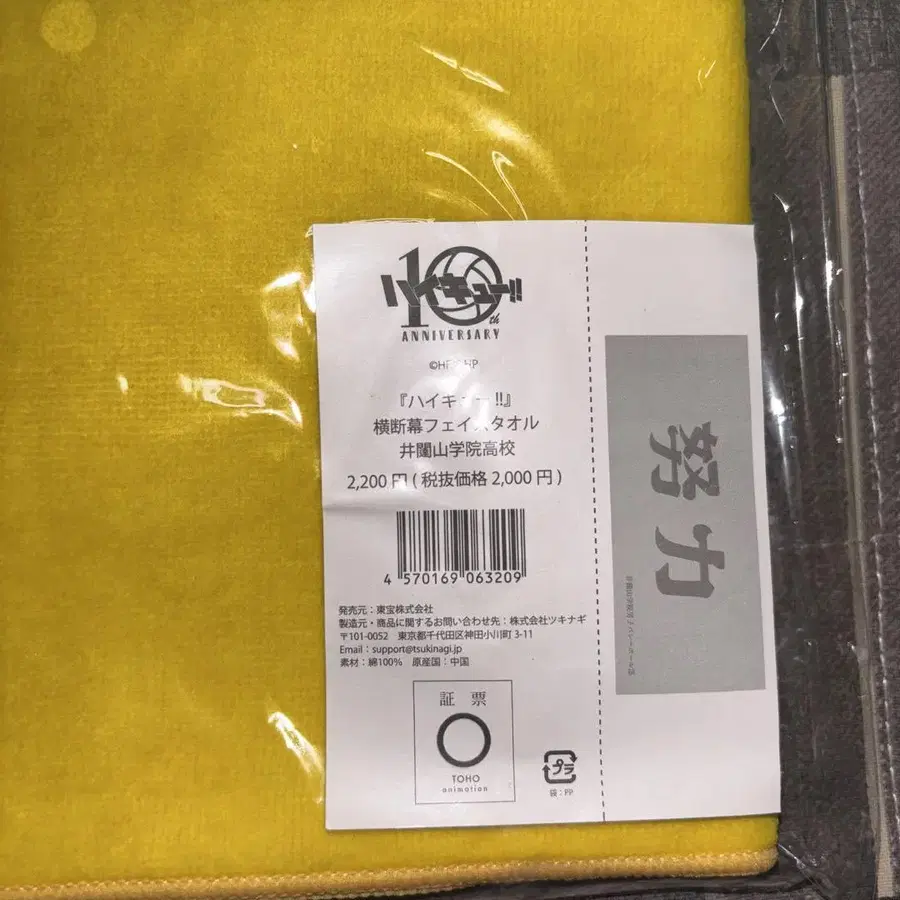 ハイキュー!!
10th
ANNIVERSARY
『ハイキュー!!』
横断幕フェイスタオル
井闥山学院高校
2,200円(税抜価格 2,000円)
4 570169 063209
発売元:東宝株式会社
製造元・商品に関するお問い合わせ先:株式会社ツキナギ
〒101-0052 東京都千代田区神田小川町 3-11
Email:support@tsukinagi.jp
素材:綿100% 原産国:中国
証票
TOHO
animation
プラ
袋:PP
努力